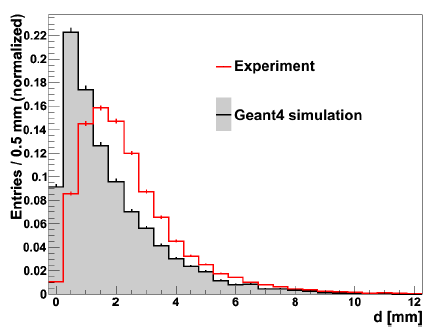 Entries / 0.5 mm (normalized)
0.22
0.2
0.18
0.16
0.14
0.12
0.1
0.08
0.06
0.04
0.02
0
Experiment
Geant4 simulation
0 2 4 6 8 10 12
d [mm]